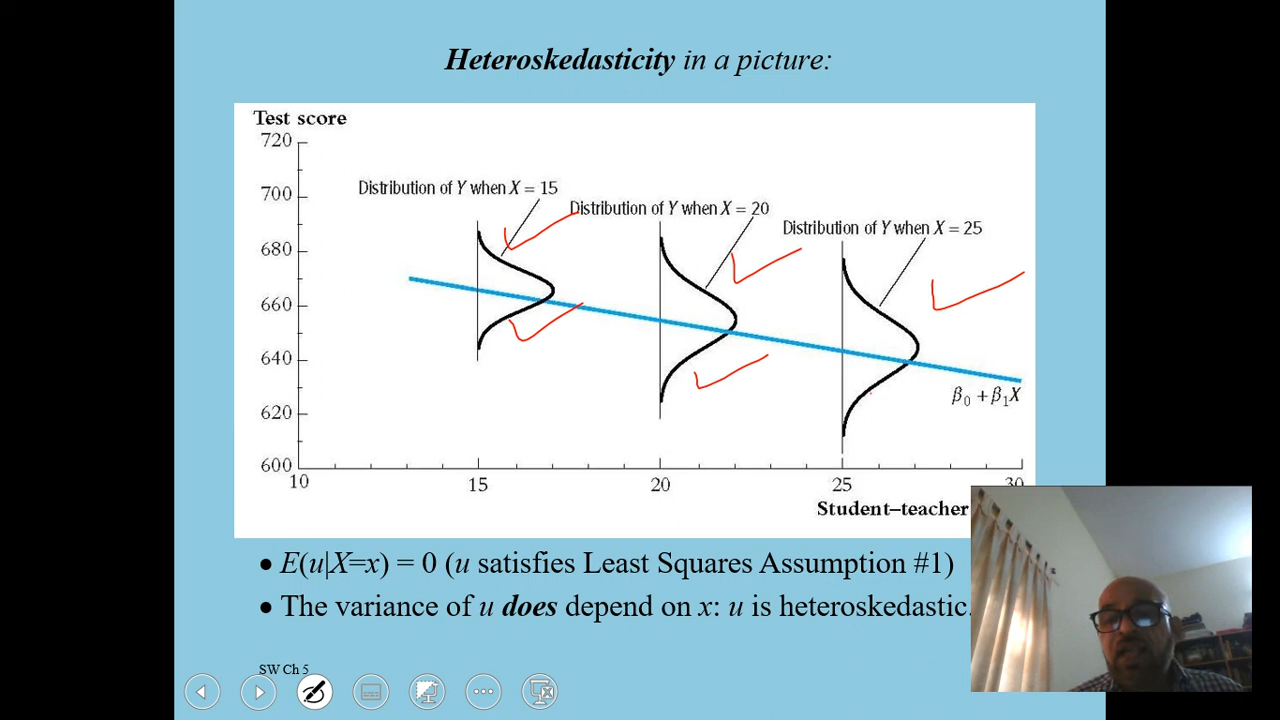 Heteroskedasticity in a picture:
Test score
720
700
680
660
640
620
600
Distribution of Y when X = 15
Distribution of Y when X = 20
Distribution of Y when X = 25
β0 + β1X
10 15 20 25 30
Student–teacher
• E(u|X=x) = 0 (u satisfies Least Squares Assumption #1)
• The variance of u does depend on x: u is heteroskedastic.
SW Ch 5